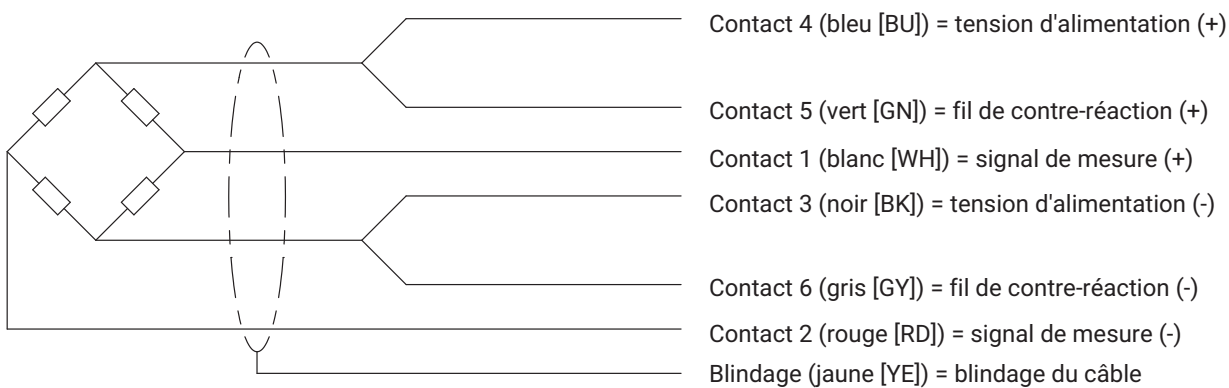 Contact 4 (bleu [BU]) = tension d'alimentation (+)
Contact 5 (vert [GN]) = fil de contre-réaction (+)
Contact 1 (blanc [WH]) = signal de mesure (+)
Contact 3 (noir [BK]) = tension d'alimentation (-)
Contact 6 (gris [GY]) = fil de contre-réaction (-)
Contact 2 (rouge [RD]) = signal de mesure (-)
Blindage (jaune [YE]) = blindage du câble